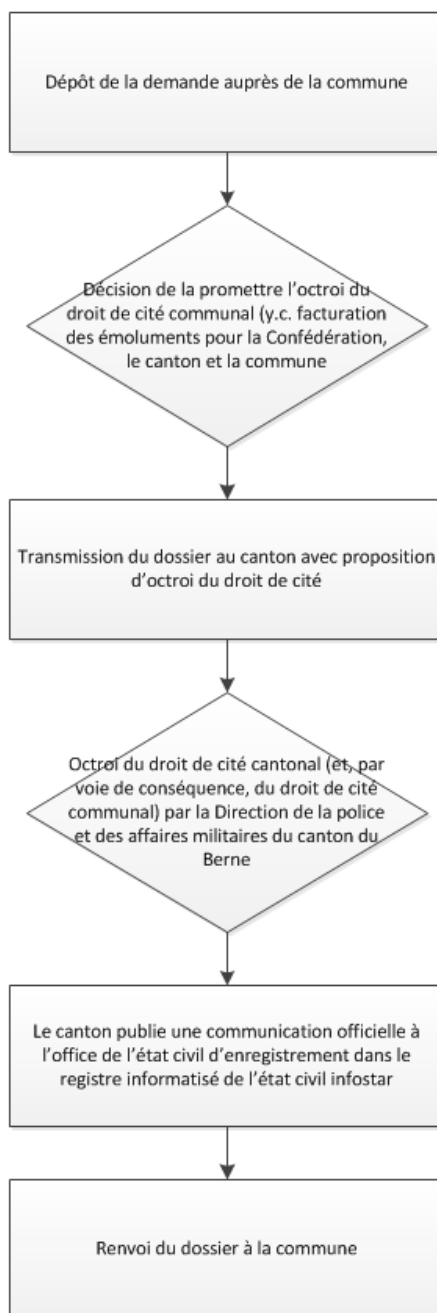 Dépôt de la demande auprès de la commune
Décision de la promettre l'octroi du
droit de cité communal (y.c. facturation
des émoluments pour la Confédération,
le canton et la commune
Transmission du dossier au canton avec proposition
d'octroi du droit de cité
Octroi du droit de cité cantonal (et, par
voie de conséquence, du droit de cité
communal) par la Direction de la police
et des affaires militaires du canton du
Berne
Le canton publie une communication officielle à
l'office de l'état civil d'enregistrement dans le
registre informatisé de l'état civil infostar
Renvoi du dossier à la commune